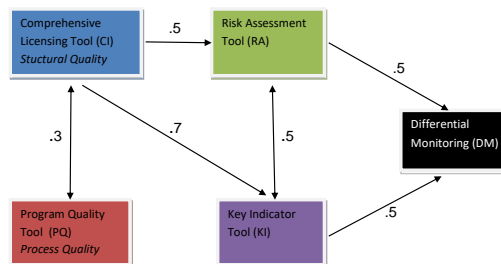 Comprehensive
Licensing Tool (CI)
Stuctural Quality
.5
Risk Assessment
Tool (RA)
.5
.3
.7
.5
Differential
Monitoring (DM)
Program Quality
Tool (PQ)
Process Quality
Key Indicator
Tool (KI)
.5